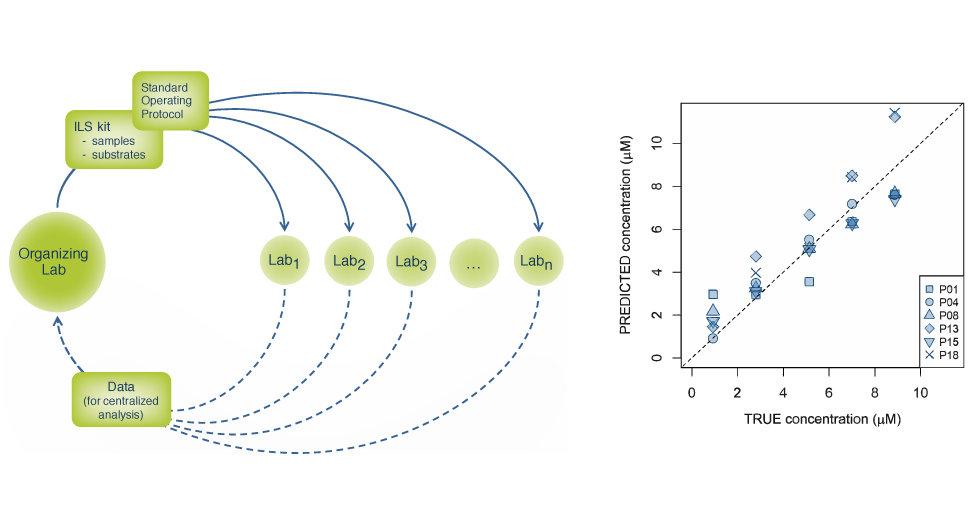 Standard
Operating
Protocol
ILS kit
- samples
- substrates
Organizing
Lab
Lab1
Lab2
Lab3
...
Labn
Data
(for centralized
analysis)
PREDICTED concentration (µM)
10
8
6
4
2
0
0 2 4 6 8 10
TRUE concentration (µM)
P01
P04
P08
P13
P15
P18